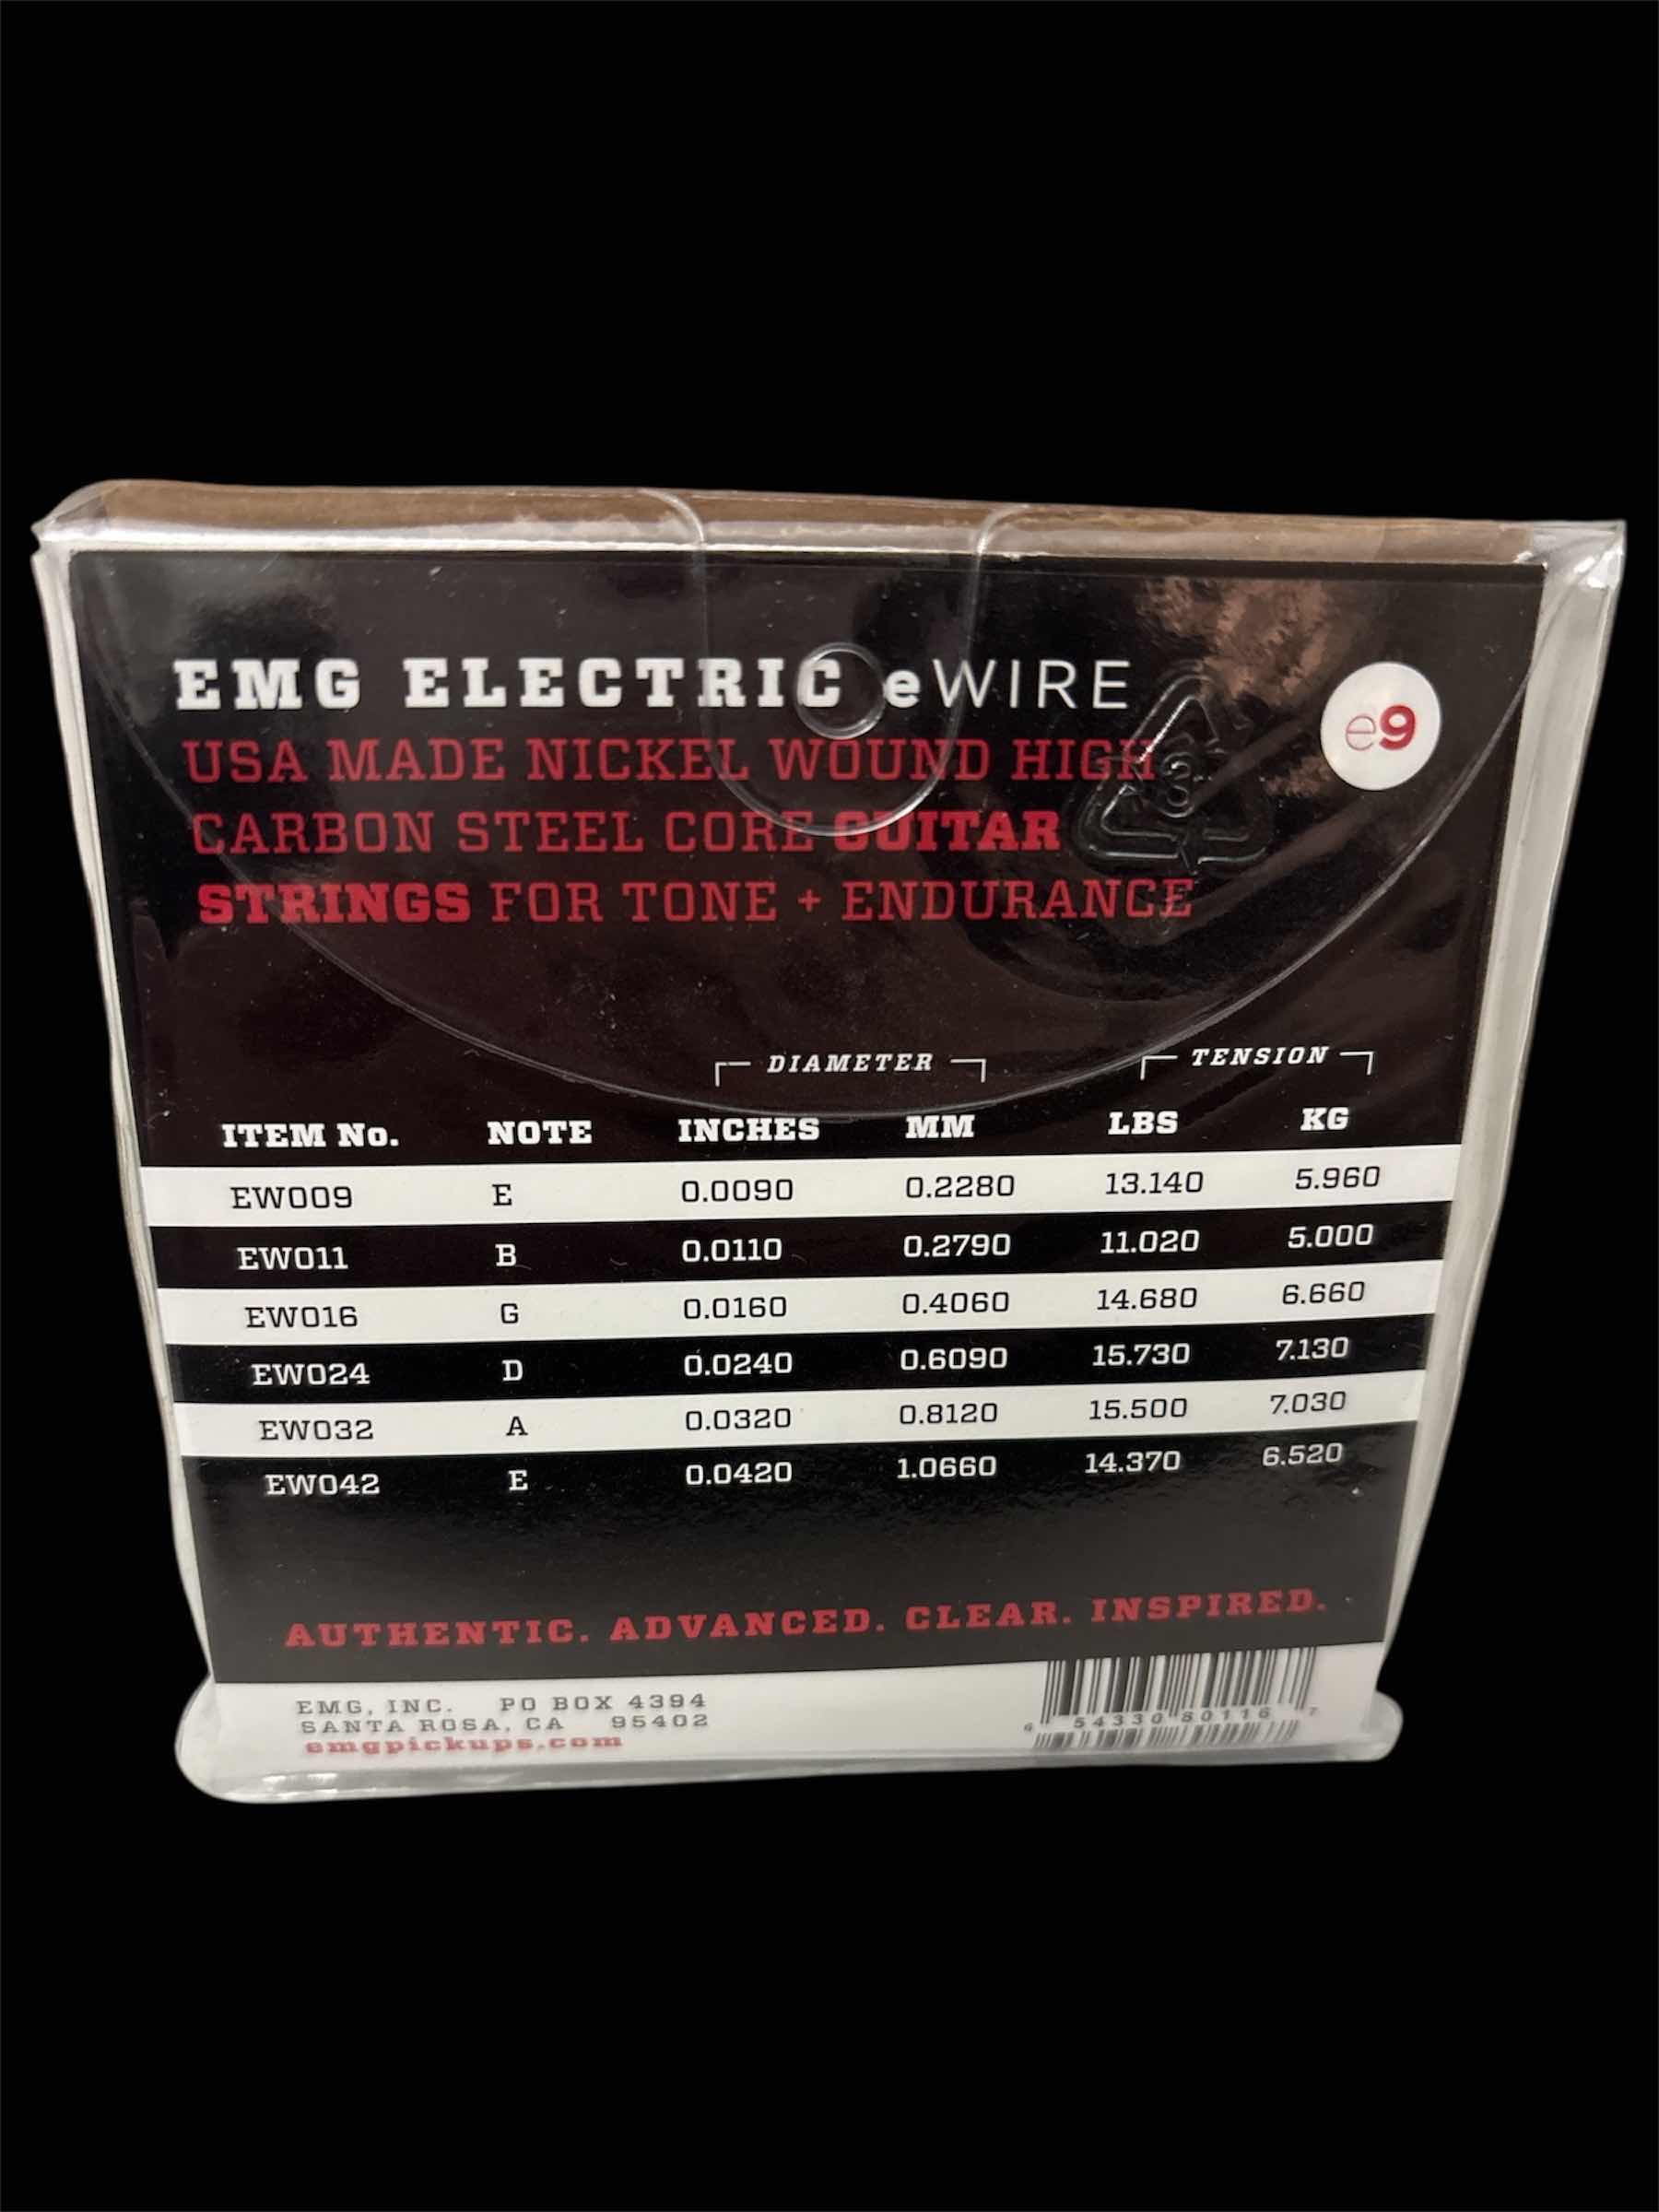 EMG ELECTRIC eWIRE
e9
USA MADE NICKEL WOUND HIGH
CARBON STEEL CORE GUITAR
STRINGS FOR TONE + ENDURANCE
3
DIAMETER TENSION
ITEM No. NOTE INCHES MM LBS KG
EW009 E 0.0090 0.2280 13.140 5.960
EW011 B 0.0110 0.2790 11.020 5.000
EW016 G 0.0160 0.4060 14.680 6.660
EW024 D 0.0240 0.6090 15.730 7.130
EW032 A 0.0320 0.8120 15.500 7.030
EW042 E 0.0420 1.0660 14.370 6.520
AUTHENTIC. ADVANCED. CLEAR. INSPIRED.
EMG, INC. PO BOX 4394
SANTA ROSA, CA 95402
emgpickups.com
6 54330 80116 7